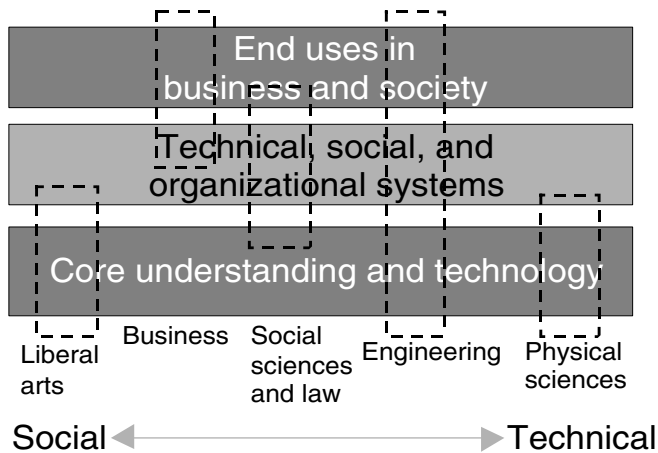 End uses in
business and society
Technical, social, and
organizational systems
Core understanding and technology
Liberal
arts
Business
Social
sciences
and law
Engineering
Physical
sciences
Social
Technical